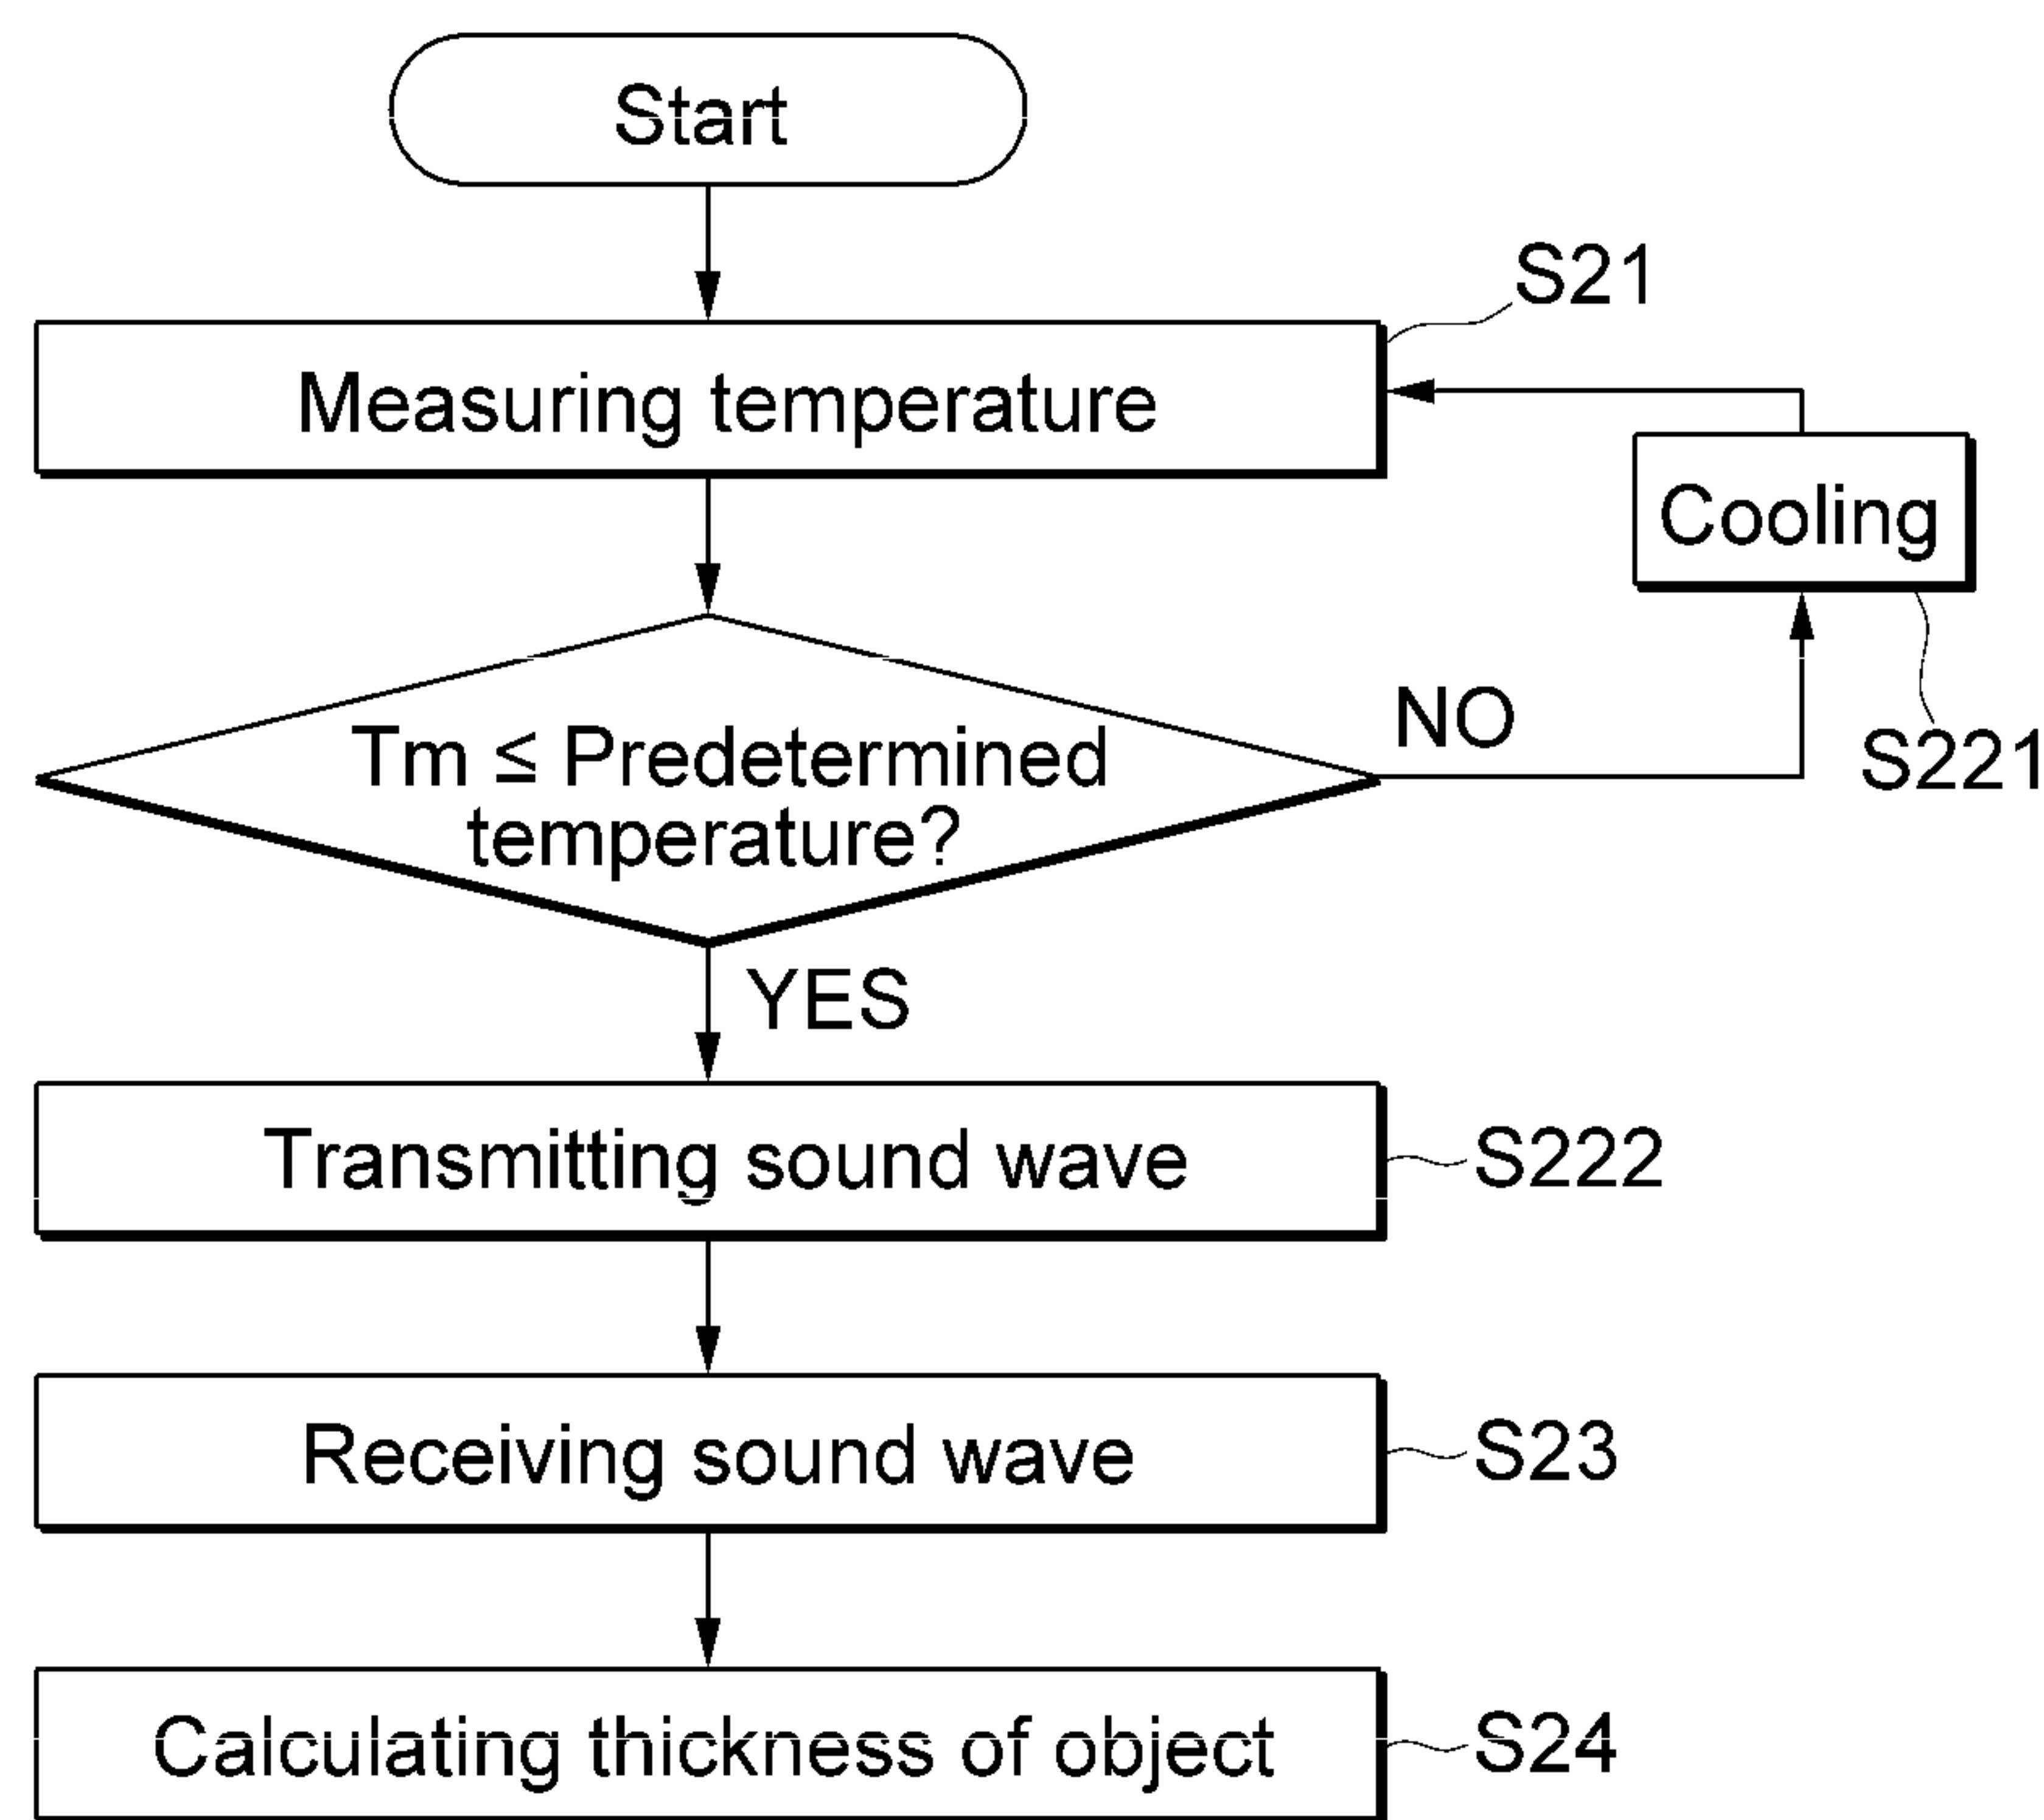 Start
S21
Measuring temperature
Cooling
NO
Tm ≤ Predetermined
temperature?
S221
YES
Transmitting sound wave
S222
Receiving sound wave
S23
Calculating thickness of object
S24